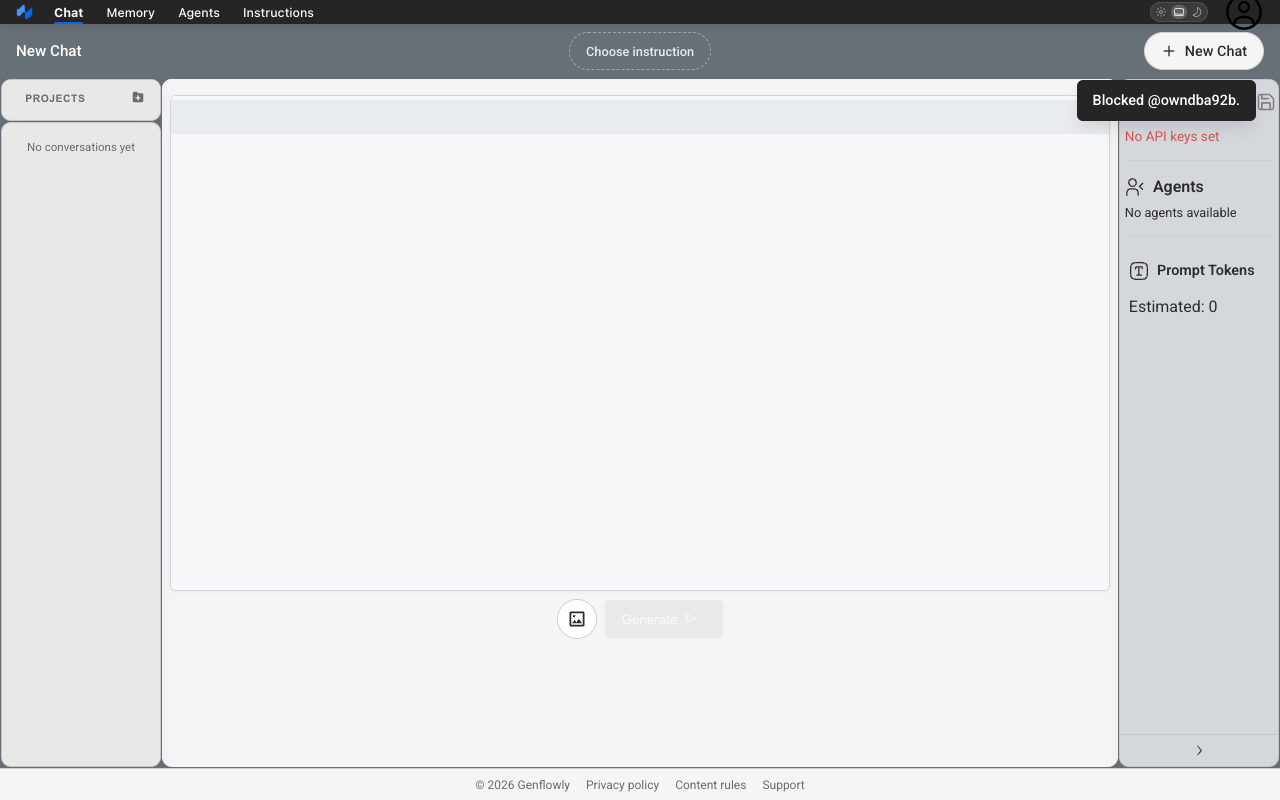 Chat Memory Agents Instructions
New Chat
Choose instruction
New Chat
PROJECTS
No conversations yet
Blocked @owndba92b.
No API keys set
Agents
No agents available
Prompt Tokens
Estimated: 0
Generate
© 2026 Genflowly Privacy policy Content rules Support